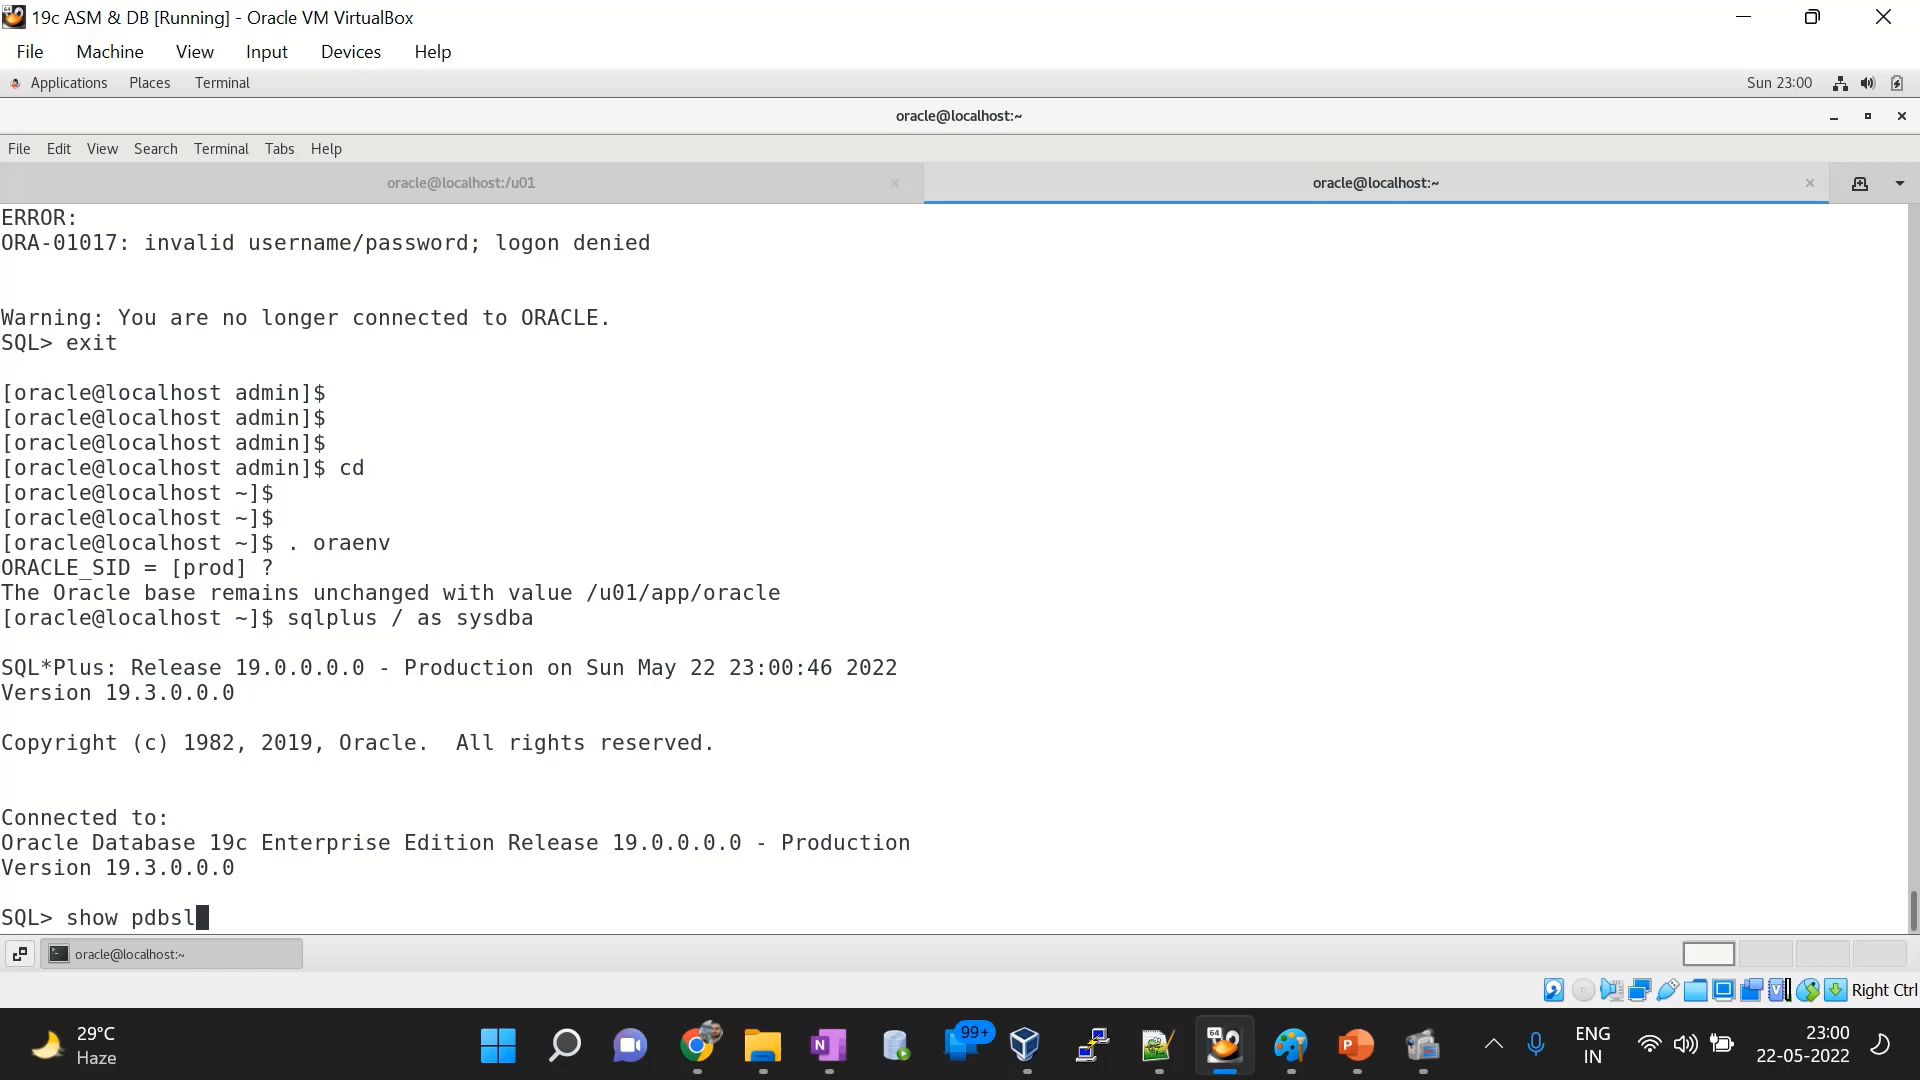 19c ASM & DB [Running] - Oracle VM VirtualBox
File Machine View Input Devices Help
Applications Places Terminal Sun 23:00
oracle@localhost:~
File Edit View Search Terminal Tabs Help
oracle@localhost:/u01
oracle@localhost:~
ERROR:
ORA-01017: invalid username/password; logon denied
Warning: You are no longer connected to ORACLE.
SQL> exit
[oracle@localhost admin]$
[oracle@localhost admin]$
[oracle@localhost admin]$
[oracle@localhost admin]$ cd
[oracle@localhost ~]$
[oracle@localhost ~]$
[oracle@localhost ~]$ . oraenv
ORACLE_SID = [prod] ?
The Oracle base remains unchanged with value /u01/app/oracle
[oracle@localhost ~]$ sqlplus / as sysdba
SQL*Plus: Release 19.0.0.0.0 - Production on Sun May 22 23:00:46 2022
Version 19.3.0.0.0
Copyright (c) 1982, 2019, Oracle.  All rights reserved.
Connected to:
Oracle Database 19c Enterprise Edition Release 19.0.0.0.0 - Production
Version 19.3.0.0.0
SQL> show pdbsl
oracle@localhost:~
Right Ctrl
29°C
Haze
99+
64
ENG
IN
23:00
22-05-2022